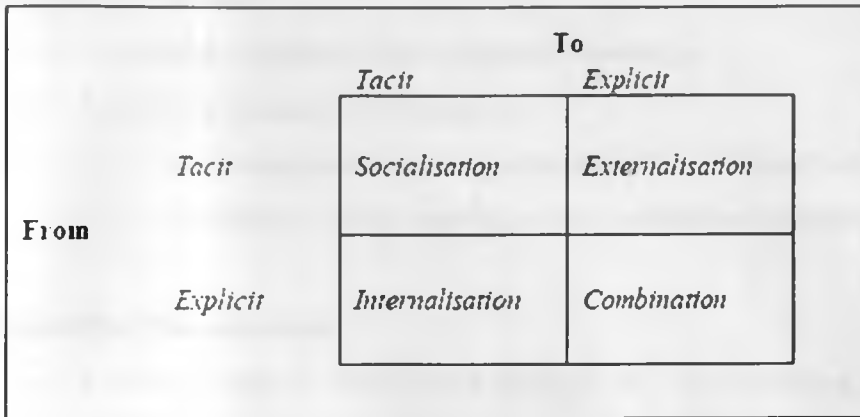 To
Tacit Explicit
Tacit Socialisation Externalisation
From
Explicit Internalisation Combination